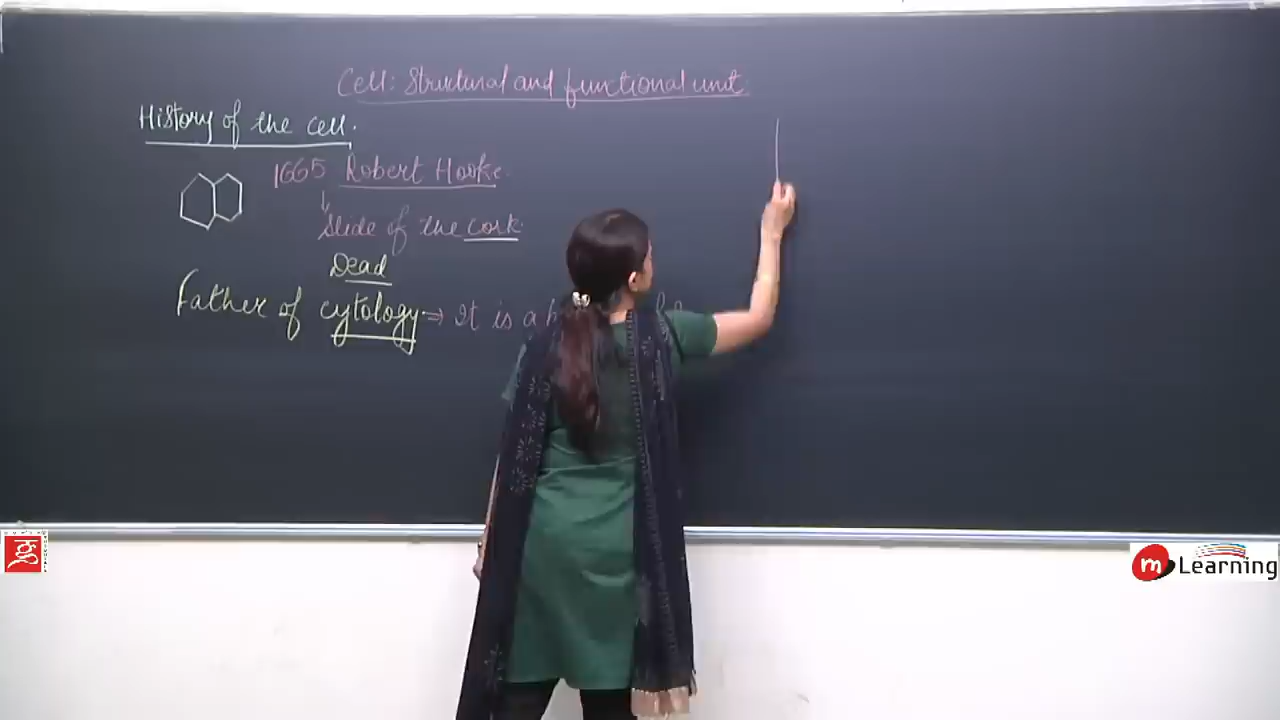 Cell: Structural and functional unit.
History of the cell.
1665 Robert Hooke.
↓
Slide of the cork.
Dead
Father of cytology ⇒ It is a
ह
m Learning